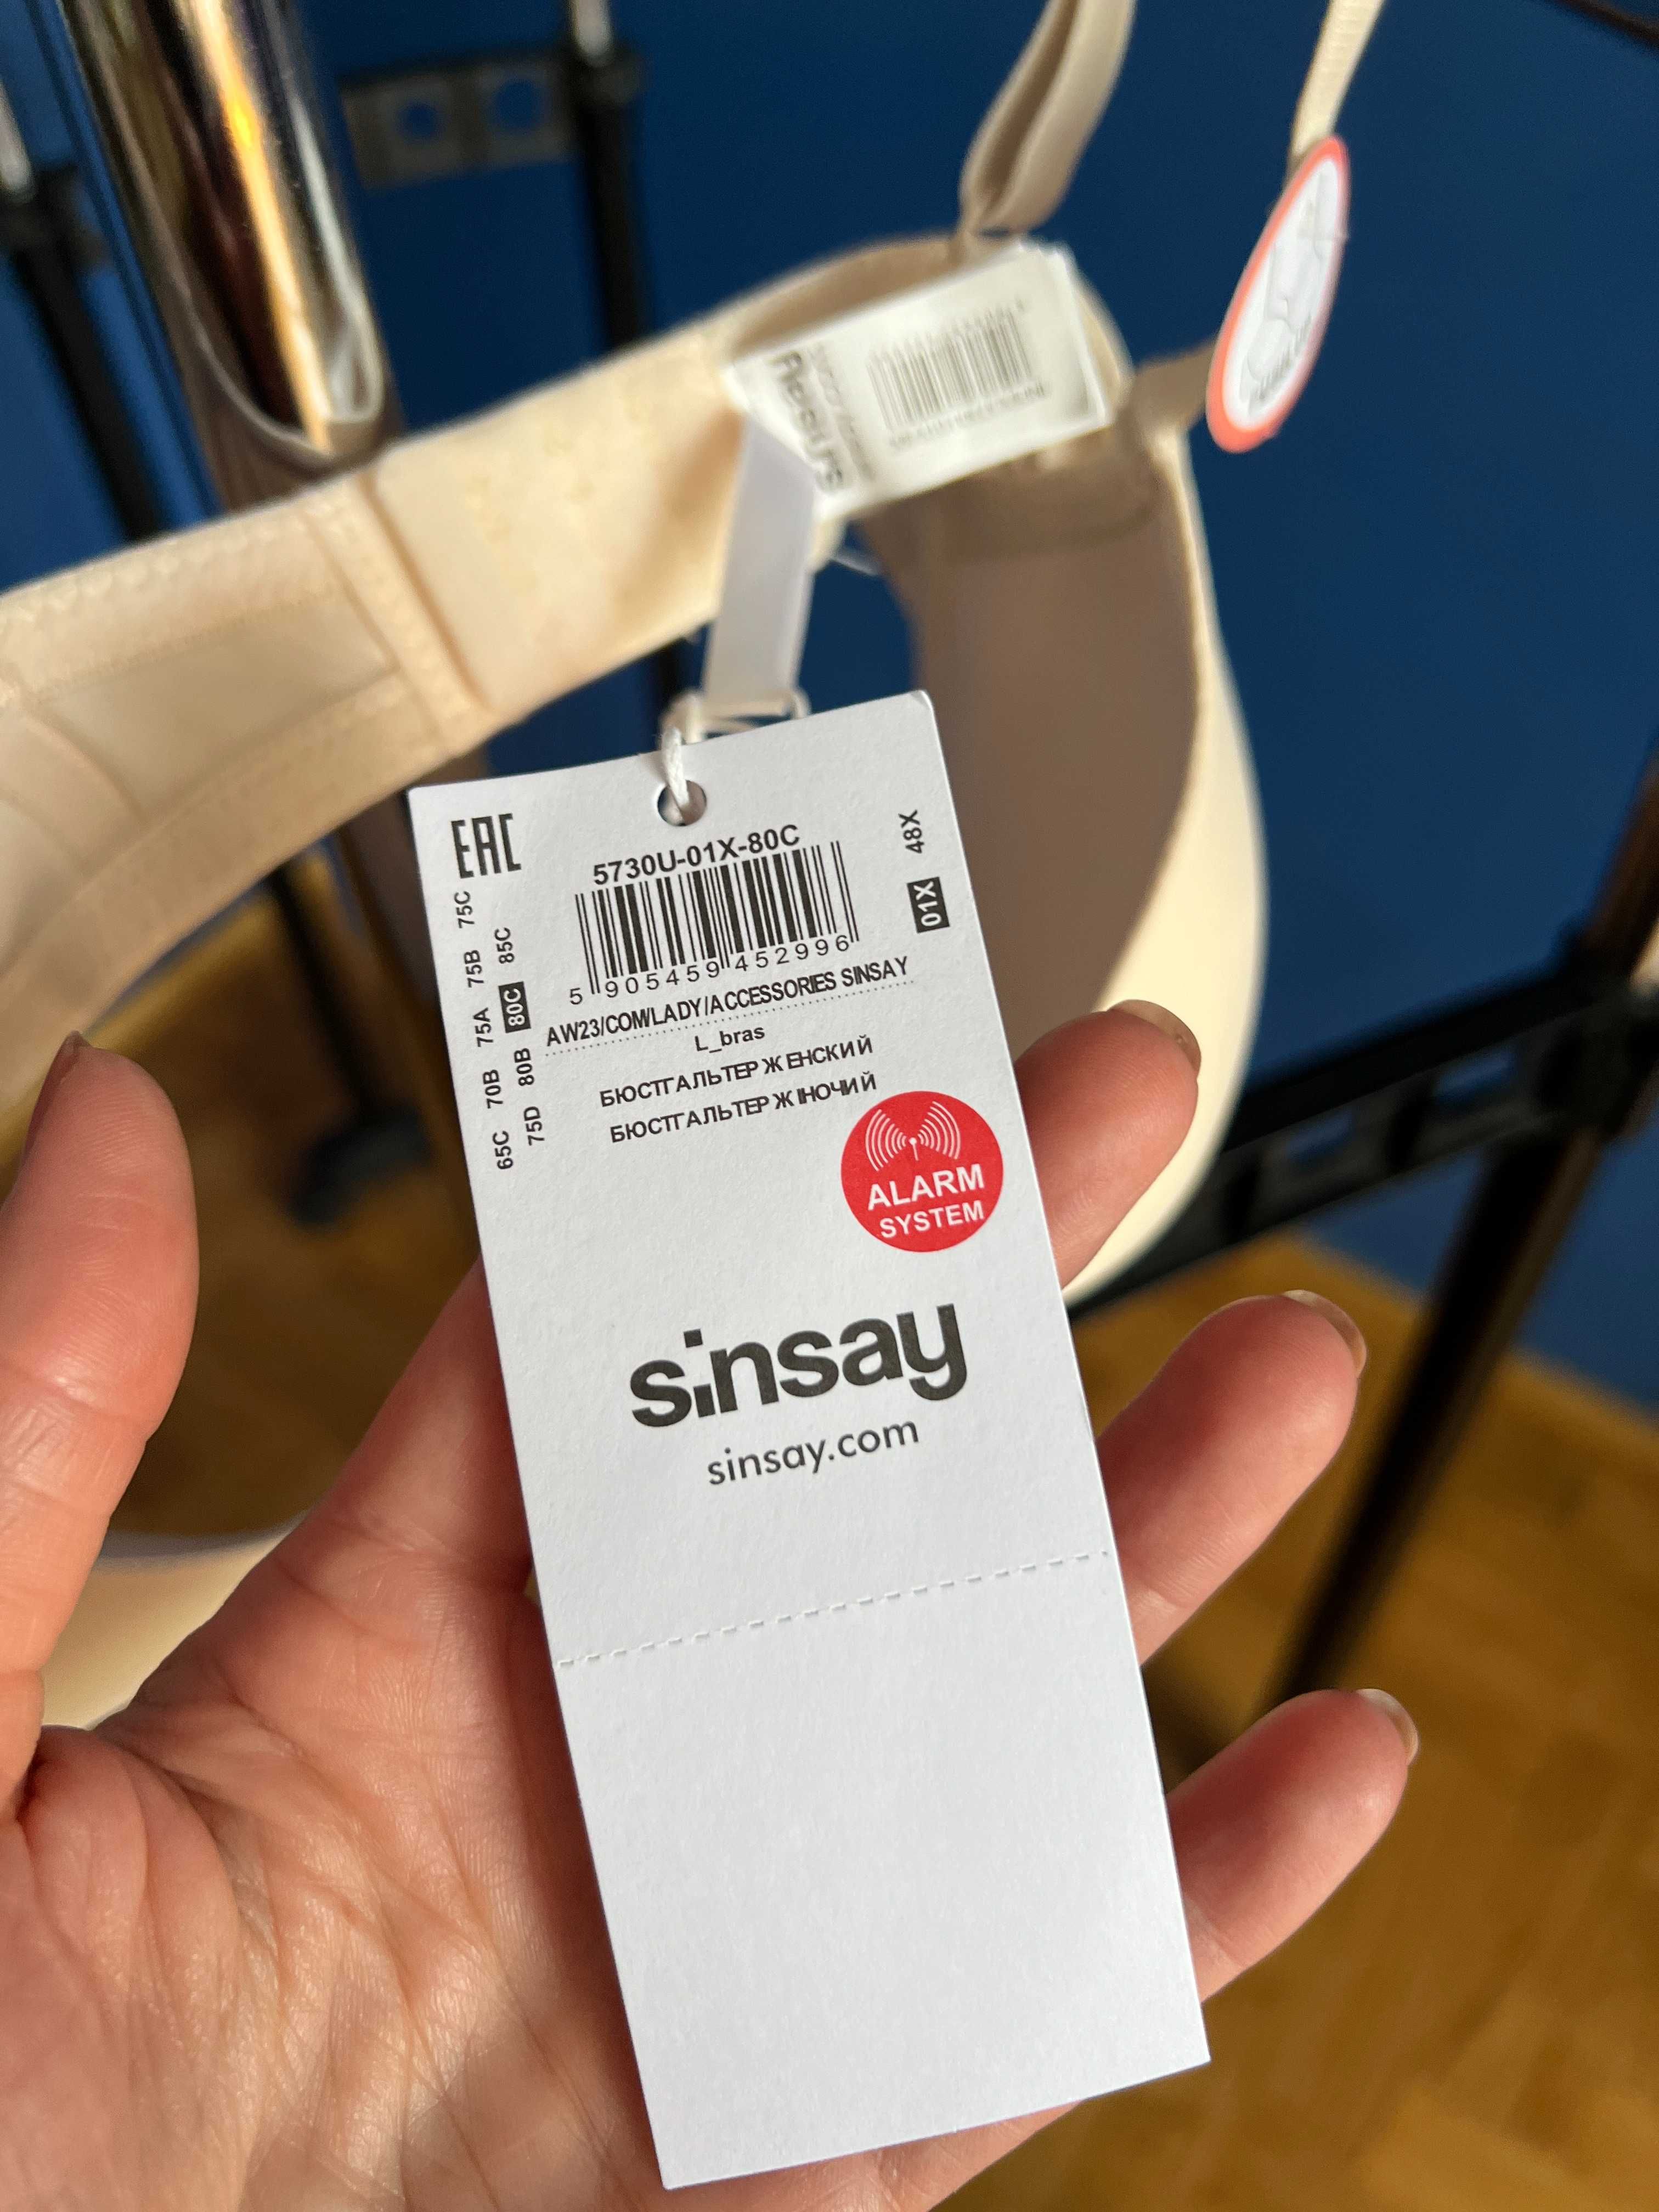 EAC
5730U-01X-80C
48X
01X
5 905459 452996
65C 70B 75A 75B 75C
75D 80B 80C 85C
AW23/COM/LADY/ACCESSORIES SINSAY
L_bras
БЮСТГАЛЬТЕР ЖЕНСКИЙ
БЮСТГАЛЬТЕР ЖІНОЧИЙ
ALARM
SYSTEM
sinsay
sinsay.com